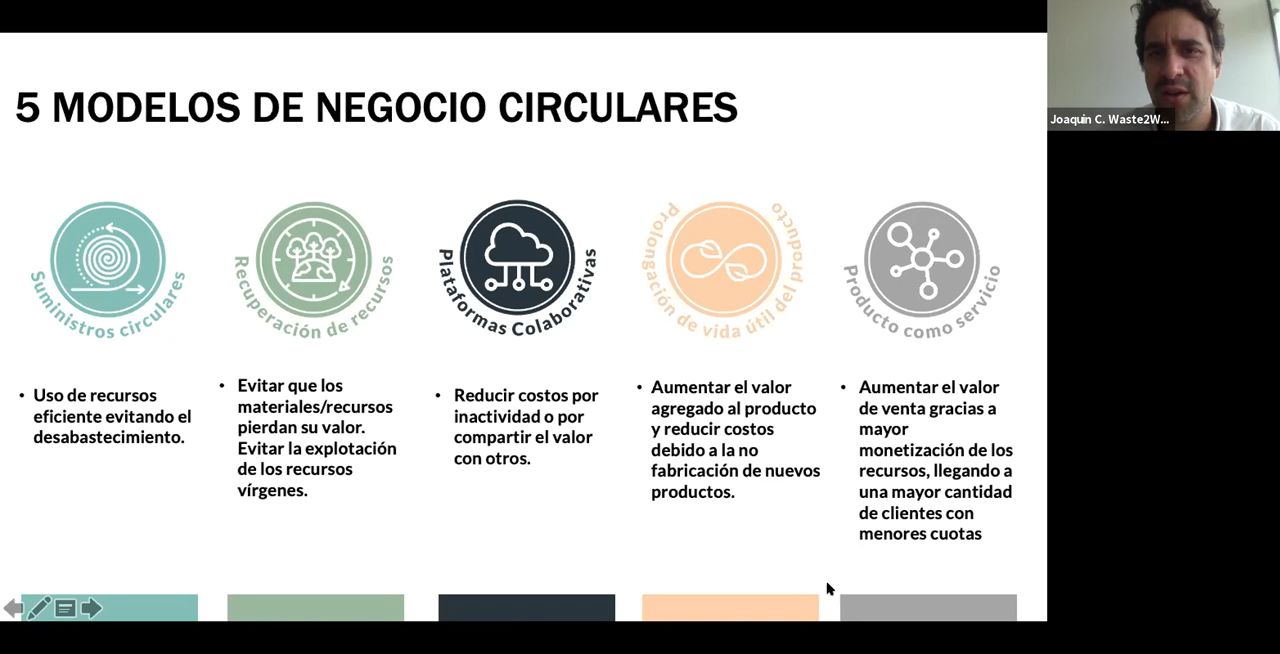 5 MODELOS DE NEGOCIO CIRCULARES
Joaquin C. Waste2W...
Suministros circulares
Recuperación de recursos
Plataformas Colaborativas
Prolongación de vida útil del producto
Producto como servicio
• Uso de recursos
eficiente evitando el
desabastecimiento.
• Evitar que los
materiales/recursos
pierdan su valor.
Evitar la explotación
de los recursos
vírgenes.
• Reducir costos por
inactividad o por
compartir el valor
con otros.
• Aumentar el valor
agregado al producto
y reducir costos
debido a la no
fabricación de nuevos
productos.
• Aumentar el valor
de venta gracias a
mayor
monetización de los
recursos, llegando a
una mayor cantidad
de clientes con
menores cuotas